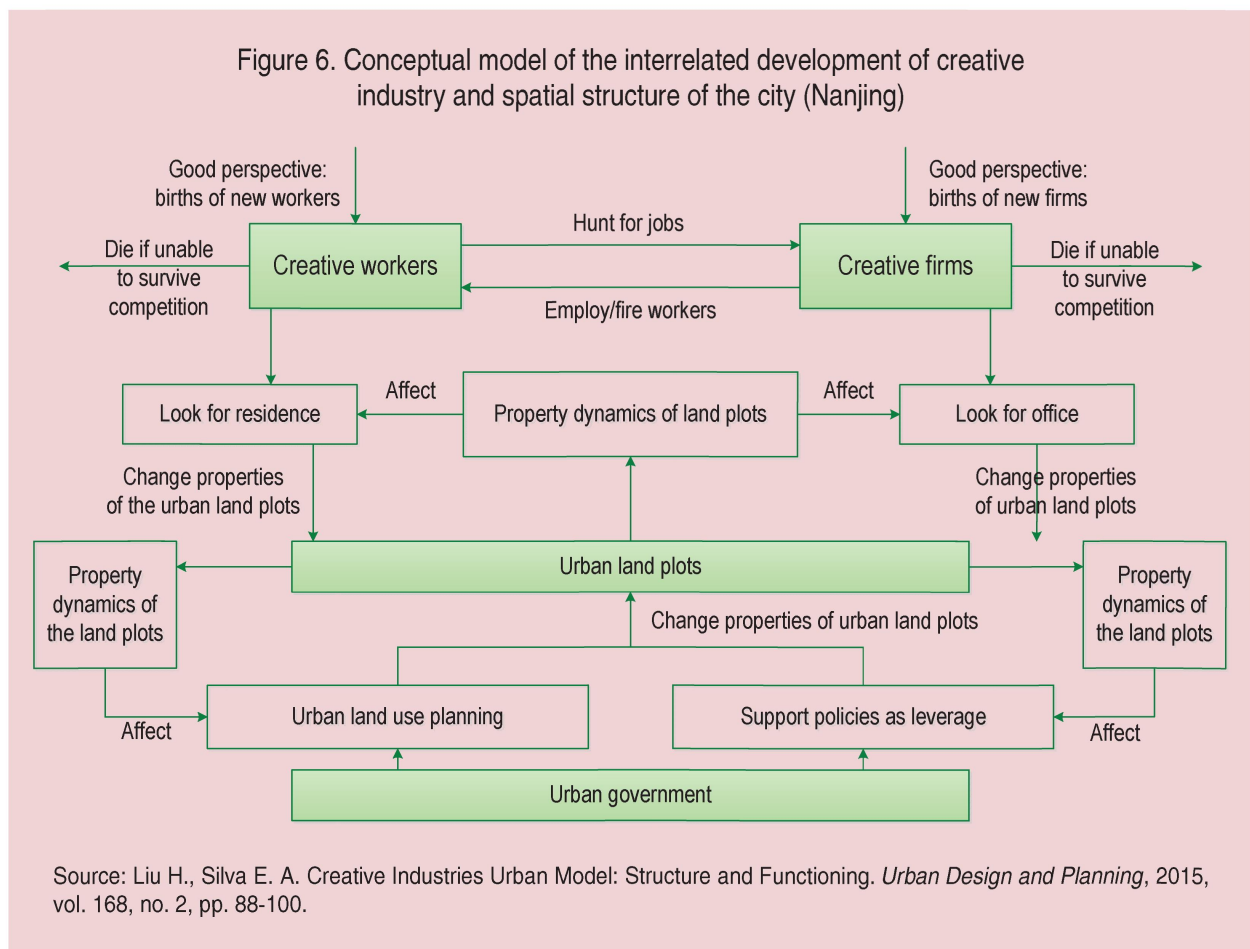 Figure 6. Conceptual model of the interrelated development of creative
industry and spatial structure of the city (Nanjing)
Good perspective:
births of new workers
Good perspective:
births of new firms
Die if unable
to survive
competition
Creative workers
Hunt for jobs
Employ/fire workers
Creative firms
Die if unable
to survive
competition
Look for residence
Affect
Property dynamics of land plots
Affect
Look for office
Change properties
of the urban land plots
Change properties
of urban land plots
Property
dynamics of
the land plots
Urban land plots
Property
dynamics of
the land plots
Change properties of urban land plots
Affect
Urban land use planning
Support policies as leverage
Affect
Urban government
Source: Liu H., Silva E. A. Creative Industries Urban Model: Structure and Functioning. Urban Design and Planning, 2015,
vol. 168, no. 2, pp. 88-100.